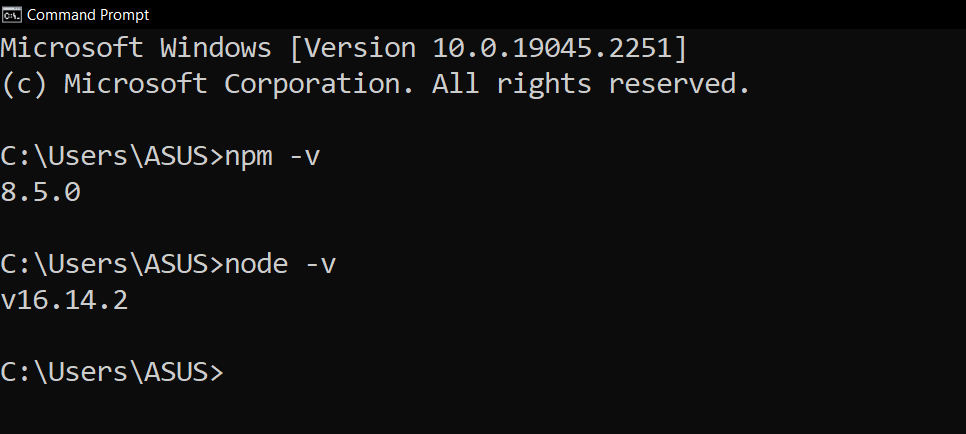 Command Prompt
Microsoft Windows [Version 10.0.19045.2251]
(c) Microsoft Corporation. All rights reserved.
C:\Users\ASUS>npm -v
8.5.0
C:\Users\ASUS>node -v
v16.14.2
C:\Users\ASUS>